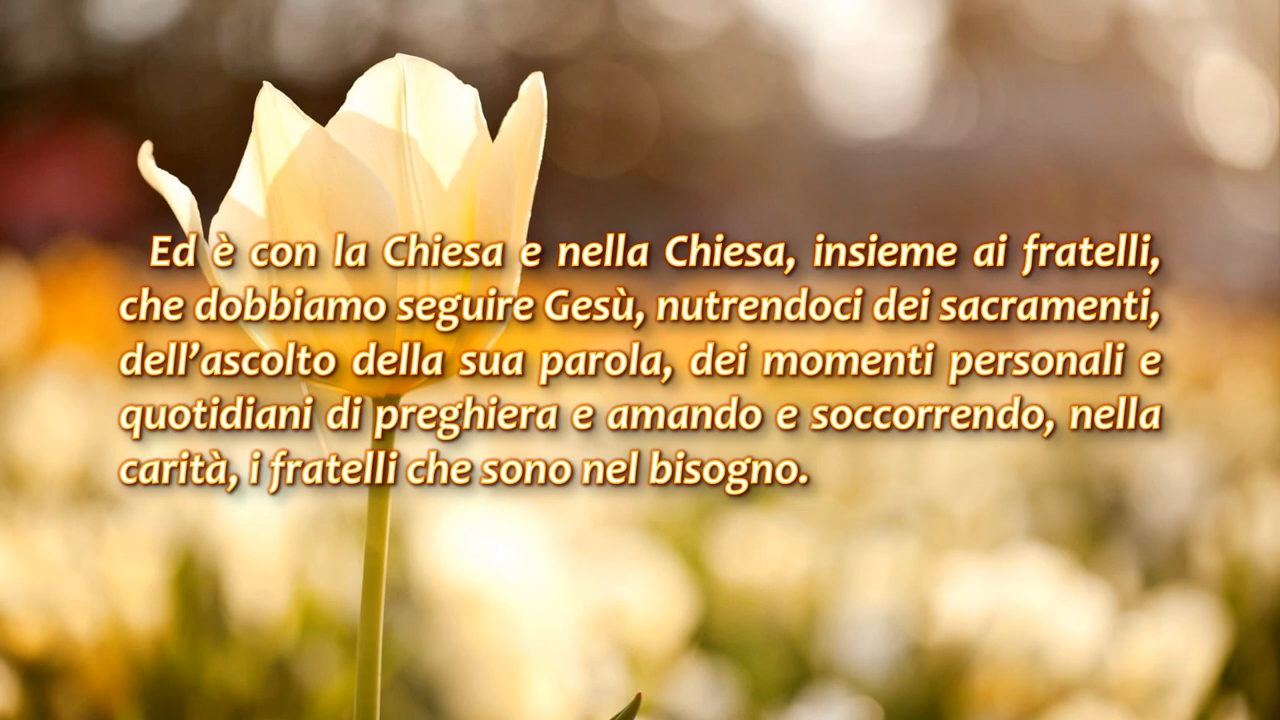 Ed è con la Chiesa e nella Chiesa, insieme ai fratelli,
che dobbiamo seguire Gesù, nutrendoci dei sacramenti,
dell’ascolto della sua parola, dei momenti personali e
quotidiani di preghiera e amando e soccorrendo, nella
carità, i fratelli che sono nel bisogno.